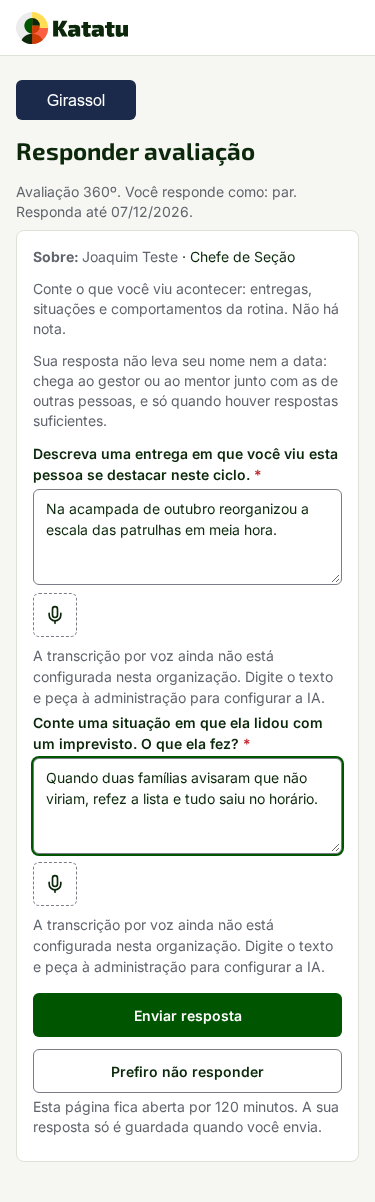 Katatu
Girassol
Responder avaliação
Avaliação 360º. Você responde como: par.
Responda até 07/12/2026.
Sobre: Joaquim Teste · Chefe de Seção
Conte o que você viu acontecer: entregas,
situações e comportamentos da rotina. Não há
nota.
Sua resposta não leva seu nome nem a data:
chega ao gestor ou ao mentor junto com as de
outras pessoas, e só quando houver respostas
suficientes.
Descreva uma entrega em que você viu esta
pessoa se destacar neste ciclo. *
Na acampada de outubro reorganizou a
escala das patrulhas em meia hora.
A transcrição por voz ainda não está
configurada nesta organização. Digite o texto
e peça à administração para configurar a IA.
Conte uma situação em que ela lidou com
um imprevisto. O que ela fez? *
Quando duas famílias avisaram que não
viriam, refez a lista e tudo saiu no horário.
A transcrição por voz ainda não está
configurada nesta organização. Digite o texto
e peça à administração para configurar a IA.
Enviar resposta
Prefiro não responder
Esta página fica aberta por 120 minutos. A sua
resposta só é guardada quando você envia.